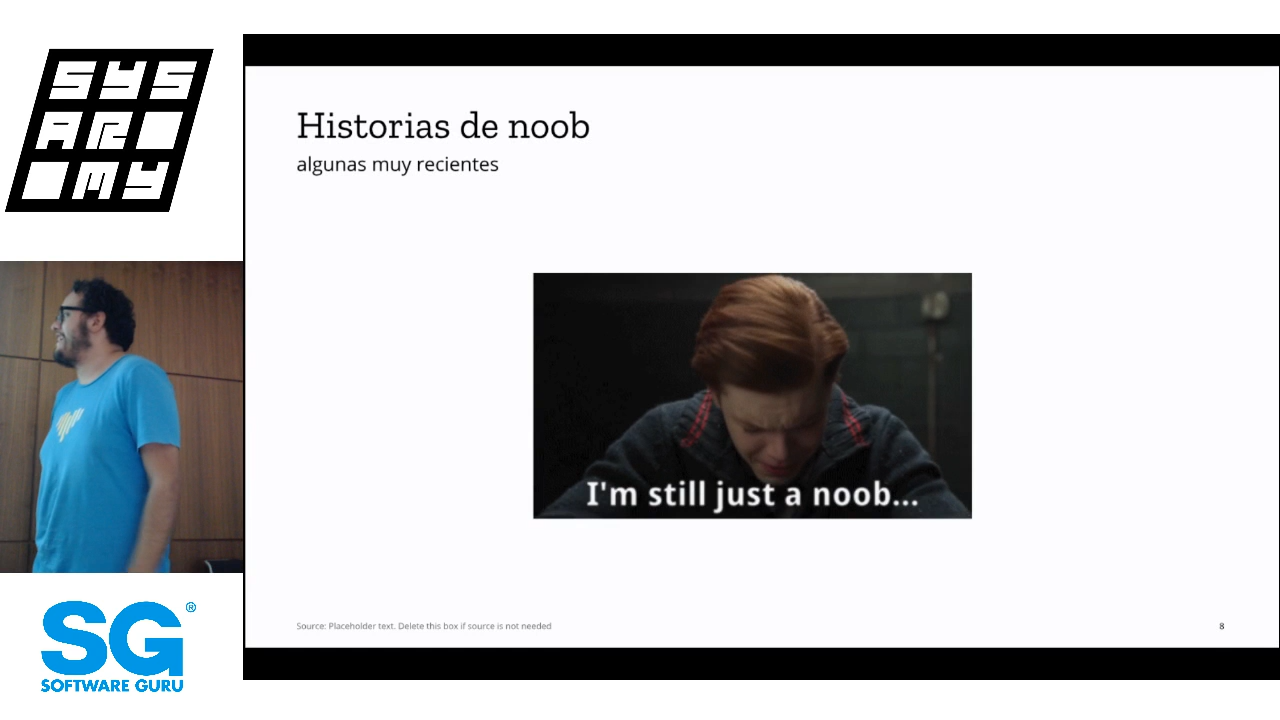 SYS
AR
MY
Historias de noob
algunas muy recientes
I'm still just a noob...
Source: Placeholder text. Delete this box if source is not needed
8
SG®
SOFTWARE GURU